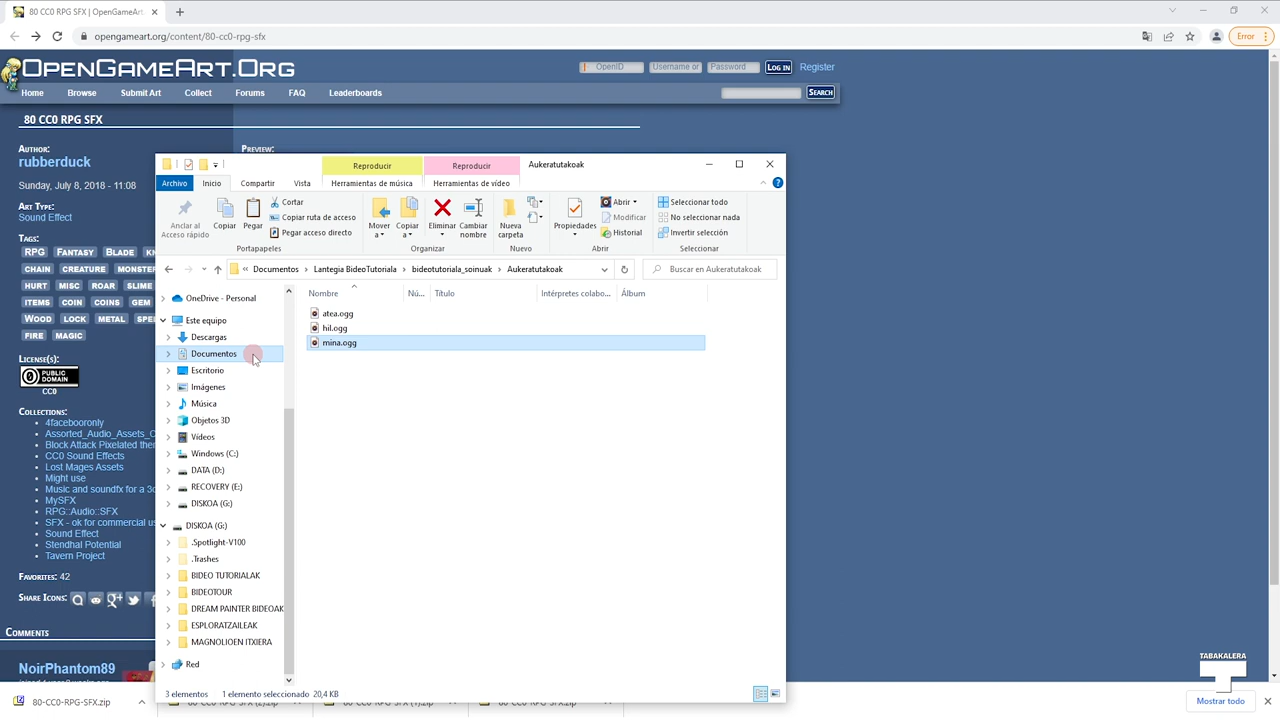 80 CC0 RPG SFX | OpenGameArt.
opengameart.org/content/80-cc0-rpg-sfx
Error
OpenGameArt.Org
OpenID
Username or
Password
Log in
Register
Home
Browse
Submit Art
Collect
Forums
FAQ
Leaderboards
Search
80 CC0 RPG SFX
Author:
rubberduck
Sunday, July 8, 2018 - 11:08
Art Type:
Sound Effect
Tags:
RPG Fantasy Blade
chain creature
hurt misc roar slime
items coin coins gem
Wood lock metal
fire magic
License(s):
PUBLIC DOMAIN
CC0
Collections:
4facebooronly
Assorted_Audio_Assets_C
Block Attack Pixelated
CC0 Sound Effects
Lost Mages Assets
Might use
Music and soundfx for a
MySFX
RPG::Audio::SFX
SFX - ok for commercial
Sound Effect
Stendhal Potential
Tavern Project
Favorites: 42
Share Icons:
Comments
NoirPhantom89
Preview:
Reproducir
Reproducir
Aukeratutakoak
Archivo
Inicio
Compartir
Vista
Herramientas de música
Herramientas de vídeo
Anclar al Acceso rápido
Copiar
Pegar
Cortar
Copiar ruta de acceso
Pegar acceso directo
Portapapeles
Mover a
Copiar a
Eliminar
Cambiar nombre
Organizar
Nueva carpeta
Nuevo
Propiedades
Abrir
Modificar
Historial
Abrir
Seleccionar todo
No seleccionar nada
Invertir selección
Seleccionar
« Documentos > Lantegia BideoTutoriala > bideotutoriala_soinuak > Aukeratutakoak
Buscar en Aukeratutakoak
Nombre
Nú...
Título
Intérpretes colabo...
Álbum
atea.ogg
hil.ogg
mina.ogg
OneDrive - Personal
Este equipo
Descargas
Documentos
Escritorio
Imágenes
Música
Objetos 3D
Vídeos
Windows (C:)
DATA (D:)
RECOVERY (E:)
DISKOA (G:)
DISKOA (G:)
.Spotlight-V100
.Trashes
BIDEO TUTORIALAK
BIDEOTOUR
DREAM PAINTER BIDEOAK
ESPLORATZAILEAK
MAGNOLIOEN ITXIERA
Red
3 elementos
1 elemento seleccionado 20,4 KB
80-CC0-RPG-SFX.zip
Mostrar todo
TABAKALERA